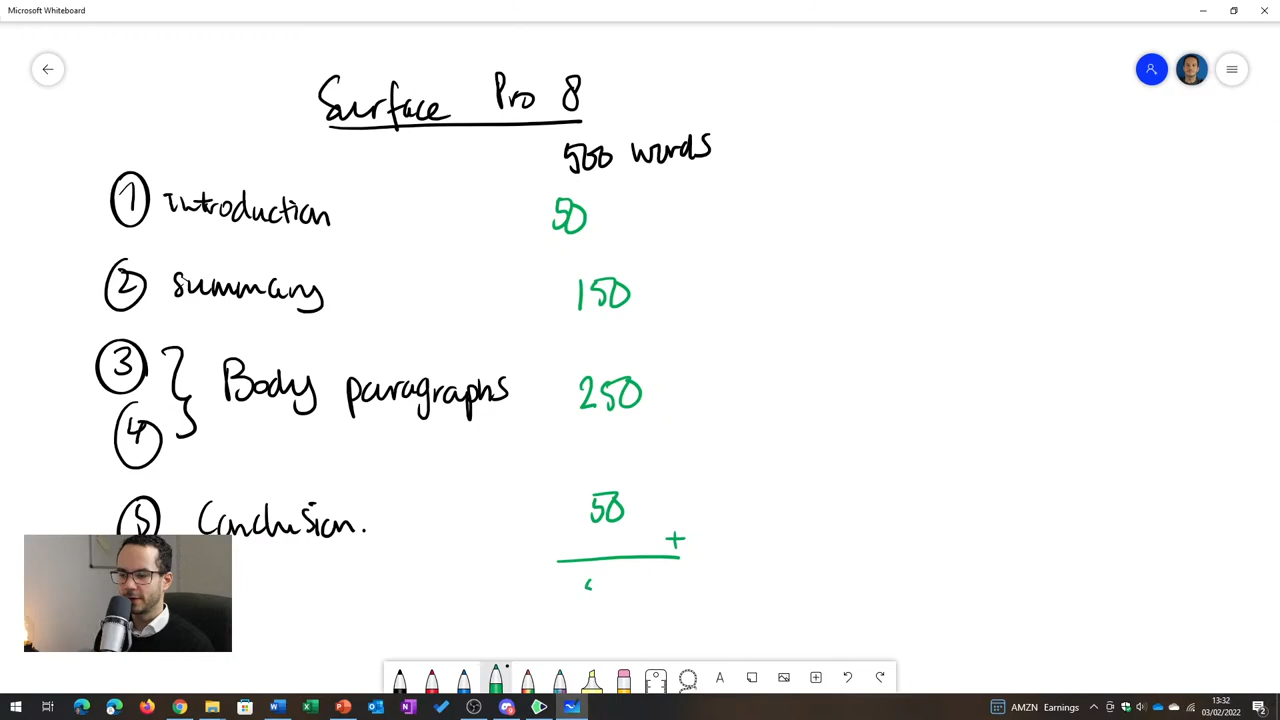 Microsoft Whiteboard
Surface Pro 8
500 words
1 introduction 50
2 summary 150
3
4 Body paragraphs 250
5 Conclusion. 50
+
A
AMZN Earnings
13:32
03/02/2022